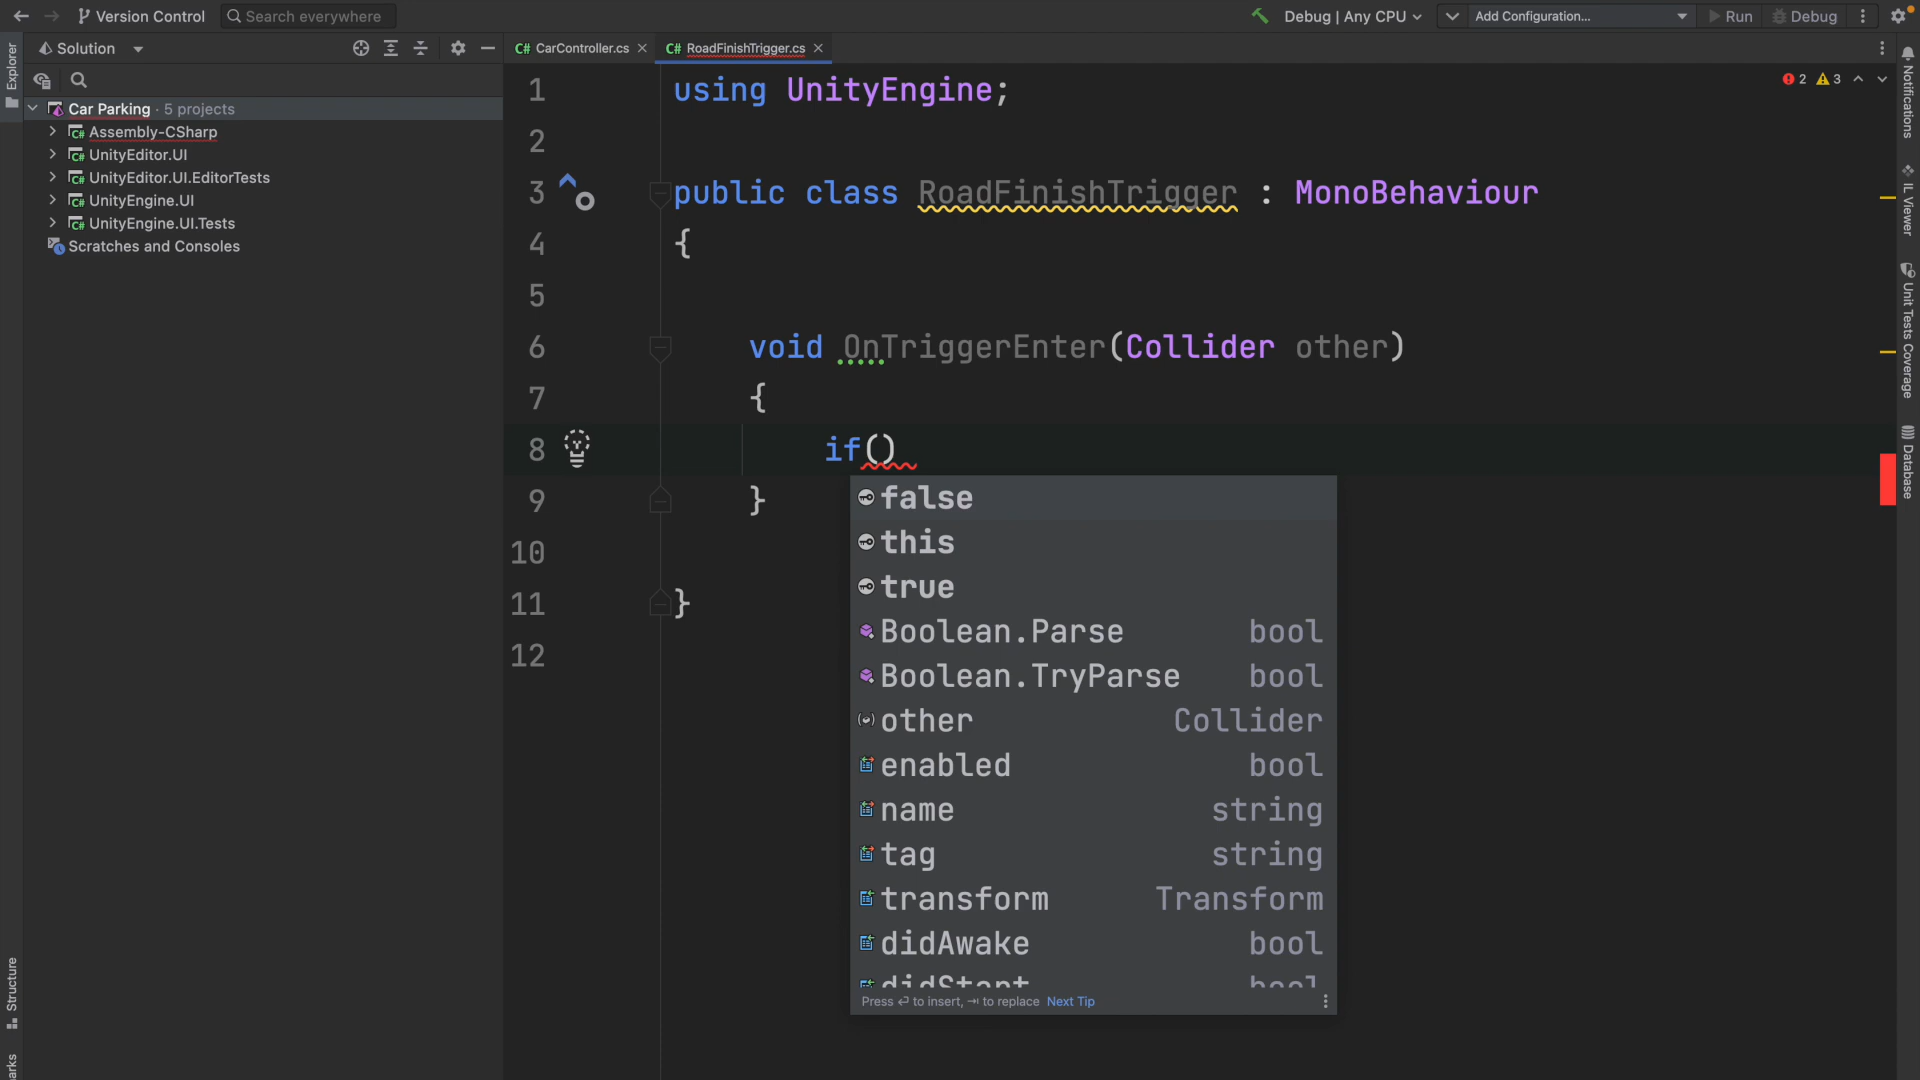 Version Control
Search everywhere
Debug | Any CPU
Add Configuration...
Run
Debug
Explorer
Solution
C# CarController.cs
C# RoadFinishTrigger.cs
2
3
Notifications
IL Viewer
Unit Tests Coverage
Database
Car Parking · 5 projects
C# Assembly-CSharp
C# UnityEditor.UI
C# UnityEditor.UI.EditorTests
C# UnityEngine.UI
C# UnityEngine.UI.Tests
Scratches and Consoles
1 using UnityEngine;
2
3 public class RoadFinishTrigger : MonoBehaviour
4 {
5
6 void OnTriggerEnter(Collider other)
7 {
8 if()
9 }
10
11 }
12
false
this
true
Boolean.Parse bool
Boolean.TryParse bool
other Collider
enabled bool
name string
tag string
transform Transform
didAwake bool
didStart bool
Press ⏎ to insert, ⇥ to replace Next Tip
Structure